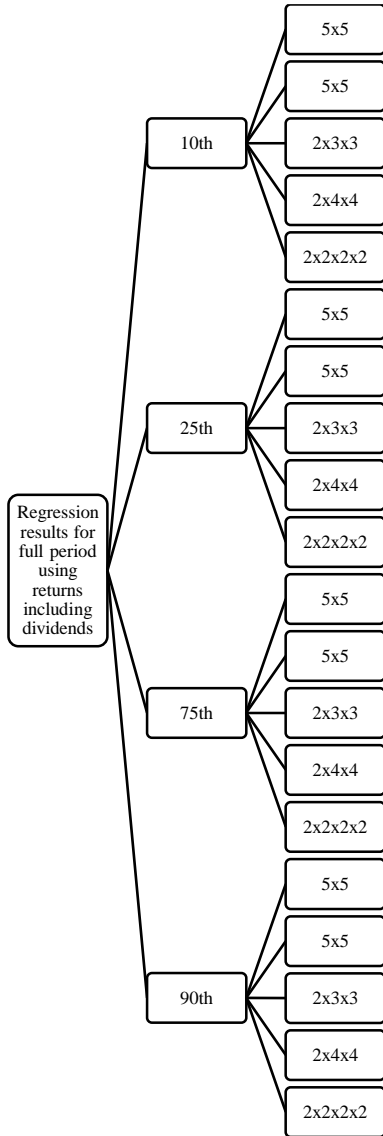 Regression
results for
full period
using
returns
including
dividends
10th
5x5
5x5
2x3x3
2x4x4
2x2x2x2
25th
5x5
5x5
2x3x3
2x4x4
2x2x2x2
75th
5x5
5x5
2x3x3
2x4x4
2x2x2x2
90th
5x5
5x5
2x3x3
2x4x4
2x2x2x2